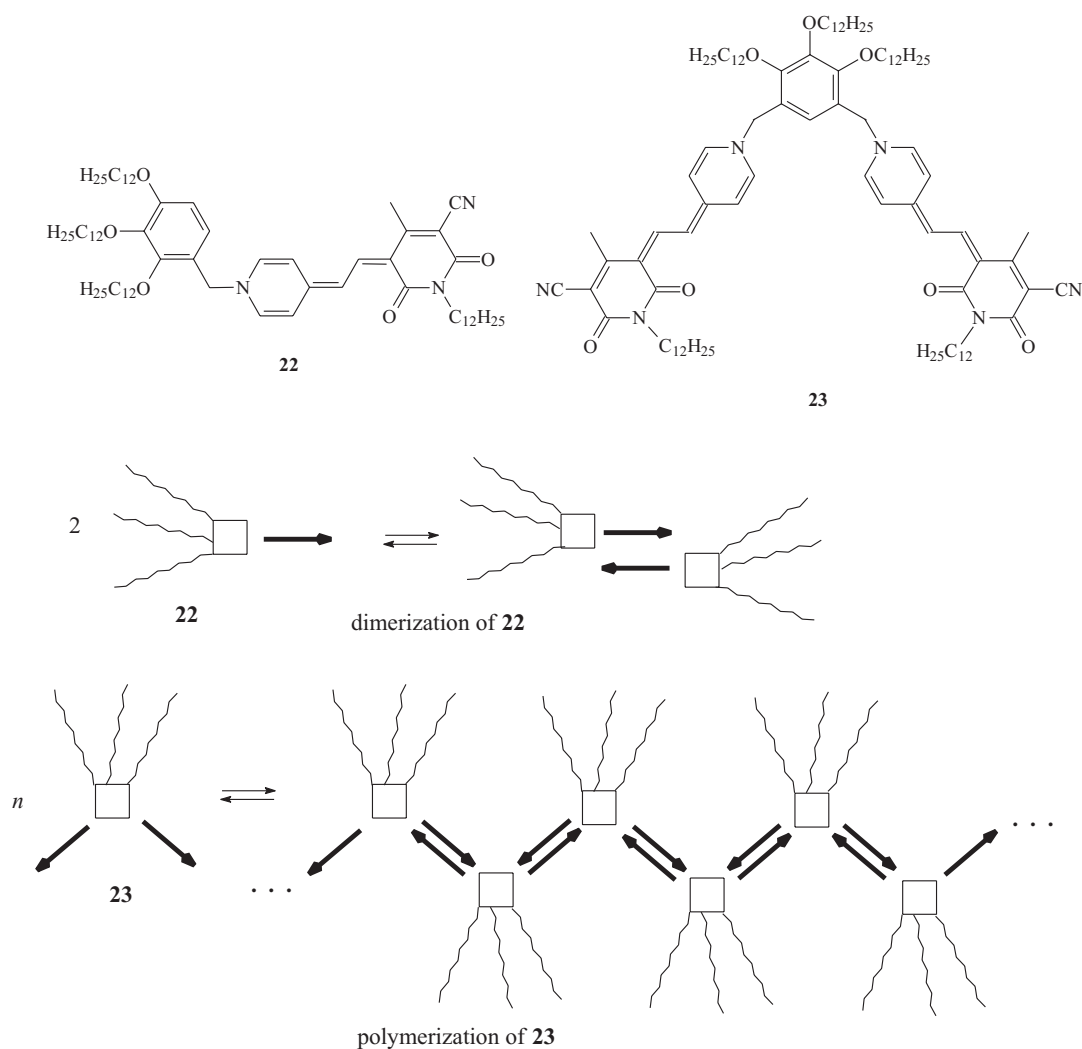 OC12H25
H25C12O
OC12H25
N
N
CN
NC
O
O
O
O
N
N
C12H25
H25C12
23
H25C12O
H25C12O
H25C12O
N
CN
O
N
O
C12H25
22
2
22
dimerization of 22
n
23
. . .
. . .
polymerization of 23